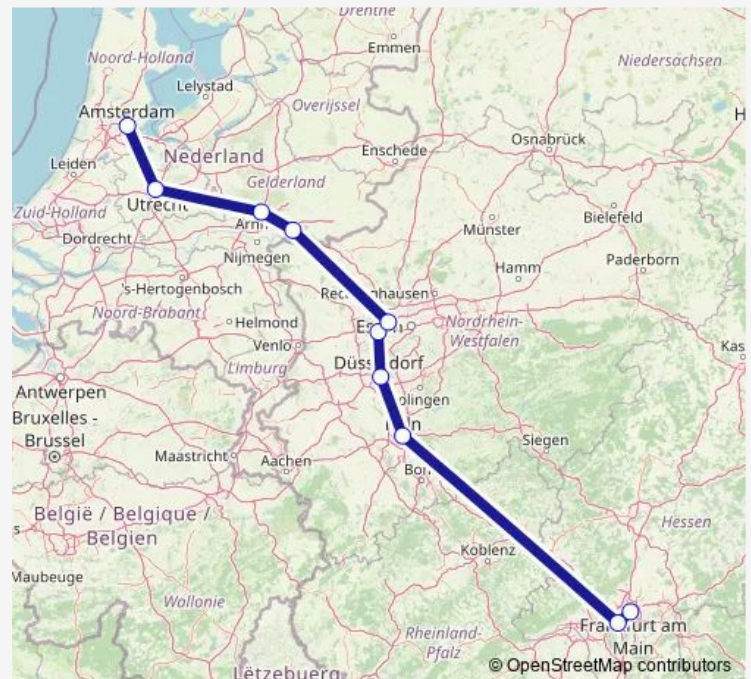 Drenthe
Emmen
Noord-Holland
Niedersachsen
Lelystad
Overijssel
Amsterdam
H
Osnabrück
Enschede
Nederland
Leiden
Gelderland
Utrecht
Zuid-Holland
Bielefeld
Münster
Dordrecht
Nijmegen
Paderborn
Hamm
's-Hertogenbosch
Noord-Brabant
Helmond
Nordrhein-
Westfalen
Venlo
Kas
Limburg
Antwerpen
Bruxelles -
Brussel
Siegen
Maastricht
Aachen
België / Belgique /
Belgien
Hessen
Koblenz
Maubeuge
Wallonie
Rheinland-
Pfalz
Main
Lëtzebuerg
© OpenStreetMap contributors